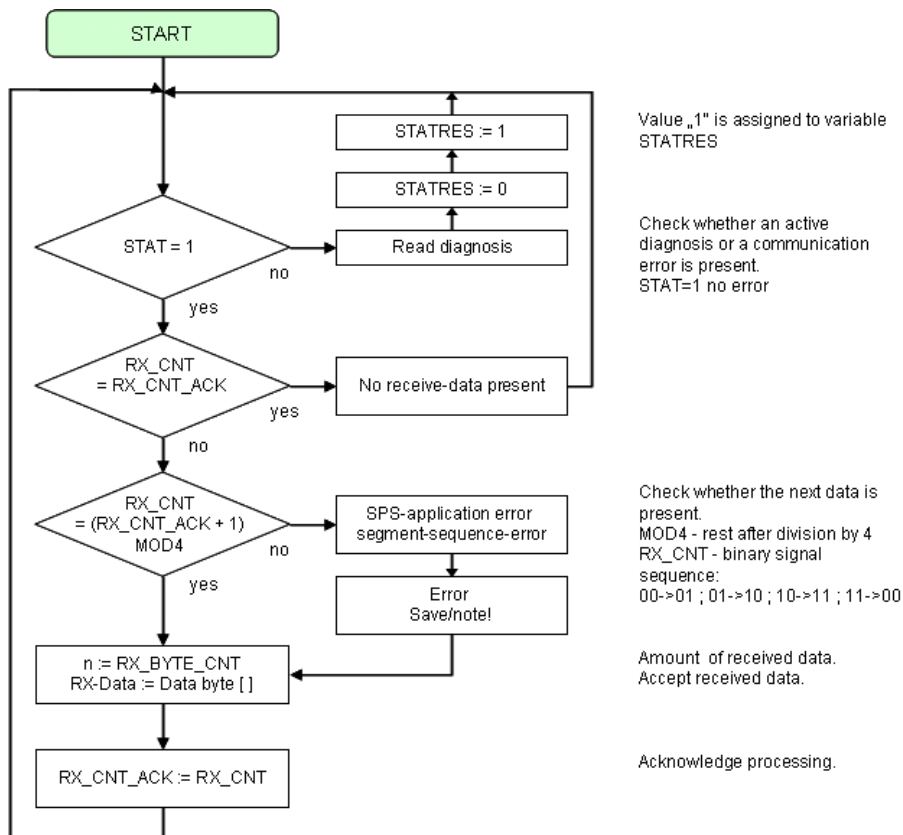 START
STATRES := 1
Value „1" is assigned to variable
STATRES
STATRES := 0
STAT = 1
no
Read diagnosis
Check whether an active
diagnosis or a communication
error is present.
STAT=1 no error
yes
RX_CNT
= RX_CNT_ACK
yes
No receive-data present
no
RX_CNT
= (RX_CNT_ACK + 1)
MOD4
no
SPS-application error
segment-sequence-error
Check whether the next data is
present.
MOD4 - rest after division by 4
RX_CNT - binary signal
sequence:
00->01 ; 01->10 ; 10->11 ; 11->00
yes
Error
Save/note!
n := RX_BYTE_CNT
RX-Data := Data byte [ ]
Amount of received data.
Accept received data.
RX_CNT_ACK := RX_CNT
Acknowledge processing.